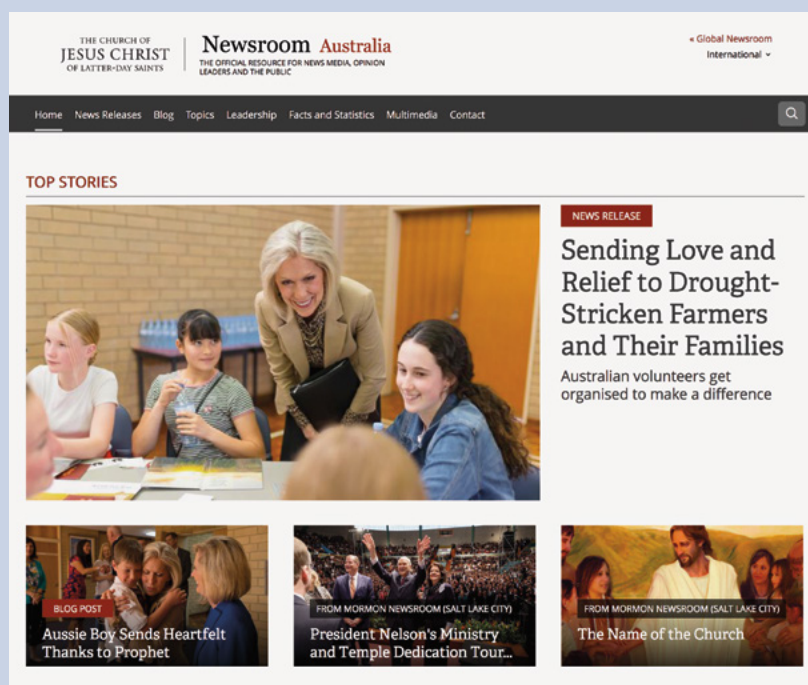 THE CHURCH OF
JESUS CHRIST
OF LATTER-DAY SAINTS
Newsroom Australia
THE OFFICIAL RESOURCE FOR NEWS MEDIA, OPINION
LEADERS AND THE PUBLIC
« Global Newsroom
International
Home News Releases Blog Topics Leadership Facts and Statistics Multimedia Contact
TOP STORIES
NEWS RELEASE
Sending Love and
Relief to Drought-
Stricken Farmers
and Their Families
Australian volunteers get
organised to make a difference
BLOG POST
Aussie Boy Sends Heartfelt
Thanks to Prophet
FROM MORMON NEWSROOM (SALT LAKE CITY)
President Nelson's Ministry
and Temple Dedication Tour...
FROM MORMON NEWSROOM (SALT LAKE CITY)
The Name of the Church